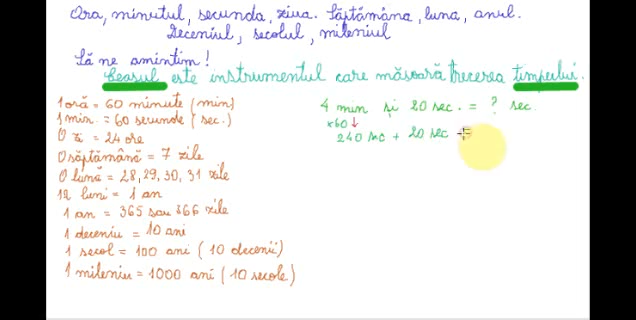 Ora, minutul, secunda, ziua. Săptămâna, luna, anul.
Deceniul, secolul, mileniul
Să ne amintim!
Ceasul este instrumentul care măsoară trecerea timpului.
1 oră = 60 minute (min)
1 min. = 60 secunde (sec.)
O zi = 24 ore
O săptămână = 7 zile
O lună = 28, 29, 30, 31 zile
12 luni = 1 an
1 an = 365 sau 366 zile
1 deceniu = 10 ani
1 secol = 100 ani (10 decenii)
1 mileniu = 1000 ani (10 secole)
4 min și 20 sec. = ? sec.
×60 ↓
240 sec + 20 sec =